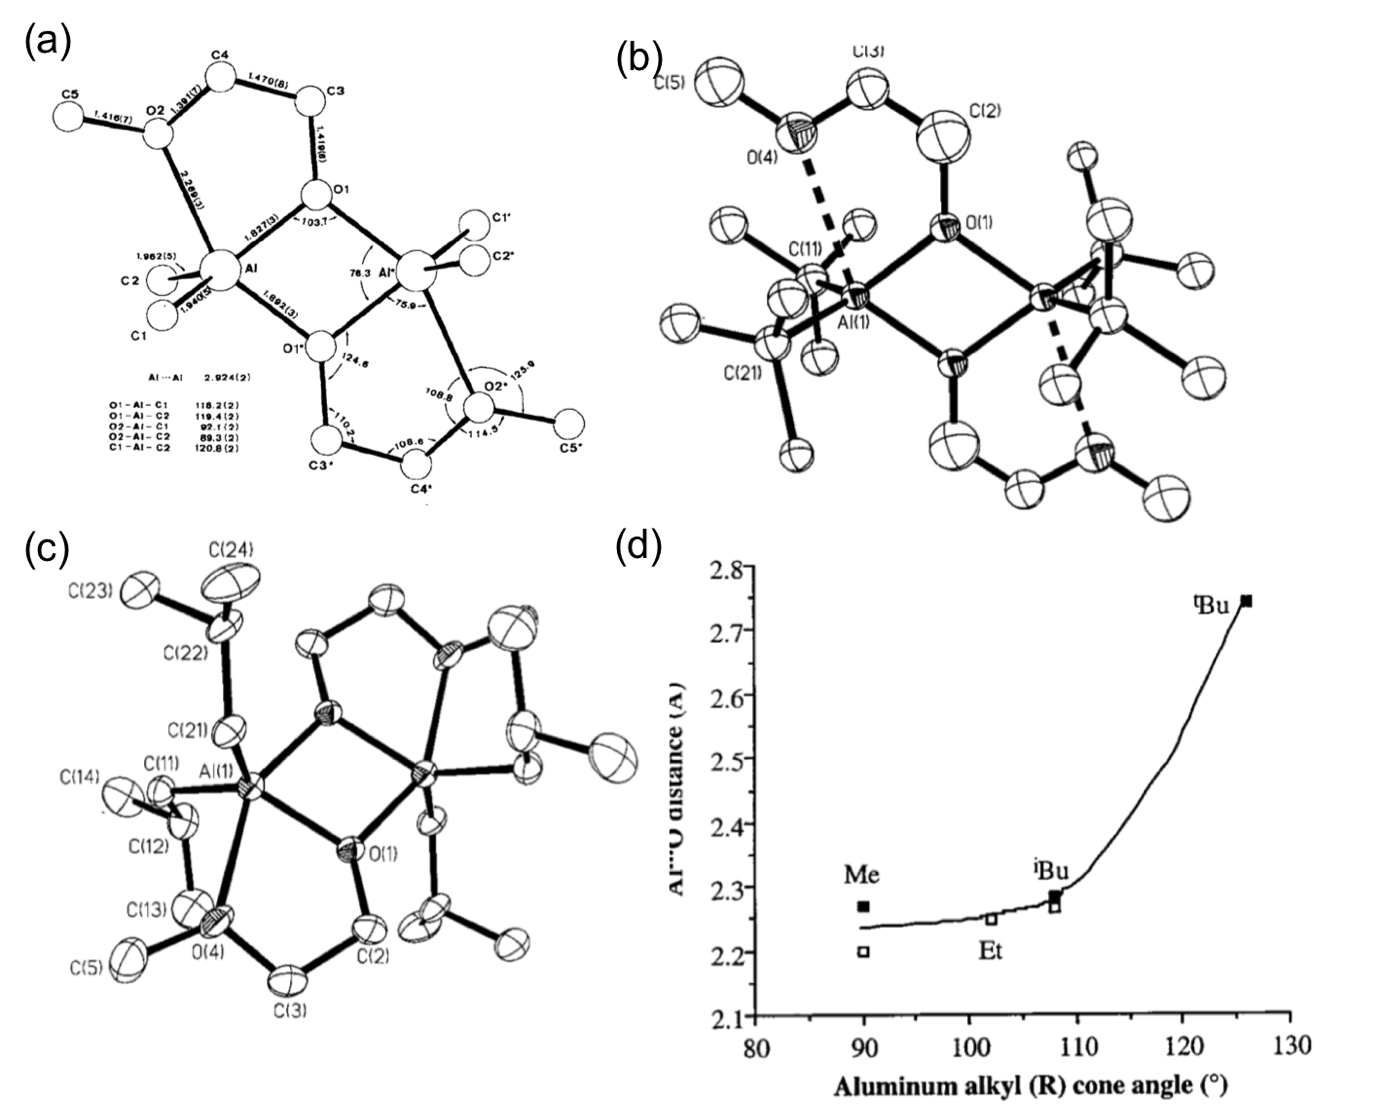 (a)
C4
1.470(8)
C5
1.391(7)
C3
1.416(7)
O2
1.419(8)
2.269(3)
O1
1.827(3)
103.7
C1*
1.962(5)
Al
76.3
Al*
C2*
C2
1.940(5)
1.892(3)
75.9
C1
O1*
124.6
Al···Al 2.924(2)
O2*
125.9
108.8
O1-Al-C1 118.2(2)
O1-Al-C2 119.4(2)
O2-Al-C1 92.1(2)
O2-Al-C2 89.3(2)
C1-Al-C2 120.8(2)
110.2
108.6
114.5
C5*
C3*
C4*
(b)
C(3)
C(5)
C(2)
O(4)
O(1)
C(11)
Al(1)
C(21)
(c)
C(24)
C(23)
C(22)
C(21)
C(11)
Al(1)
C(14)
C(12)
O(1)
C(13)
O(4)
C(5)
C(2)
C(3)
(d)
2.8
tBu
2.7
2.6
2.5
2.4
Me
iBu
2.3
2.2
Et
2.1
Al···O distance (A)
80 90 100 110 120 130
Aluminum alkyl (R) cone angle (°)